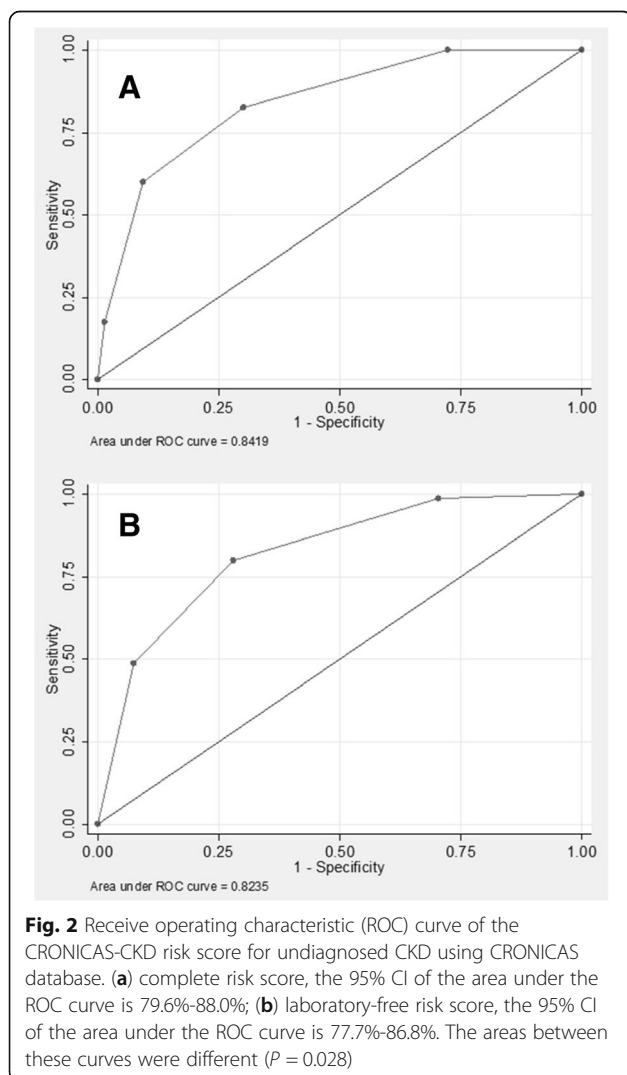 A
1.00
0.75
0.50
0.25
0.00
Sensitivity
0.00 0.25 0.50 0.75 1.00
1 - Specificity
Area under ROC curve = 0.8419
B
1.00
0.75
0.50
0.25
0.00
Sensitivity
0.00 0.25 0.50 0.75 1.00
1 - Specificity
Area under ROC curve = 0.8235
Fig. 2 Receive operating characteristic (ROC) curve of the
CRONICAS-CKD risk score for undiagnosed CKD using CRONICAS
database. (a) complete risk score, the 95% CI of the area under the
ROC curve is 79.6%-88.0%; (b) laboratory-free risk score, the 95% CI
of the area under the ROC curve is 77.7%-86.8%. The areas between
these curves were different (P = 0.028)